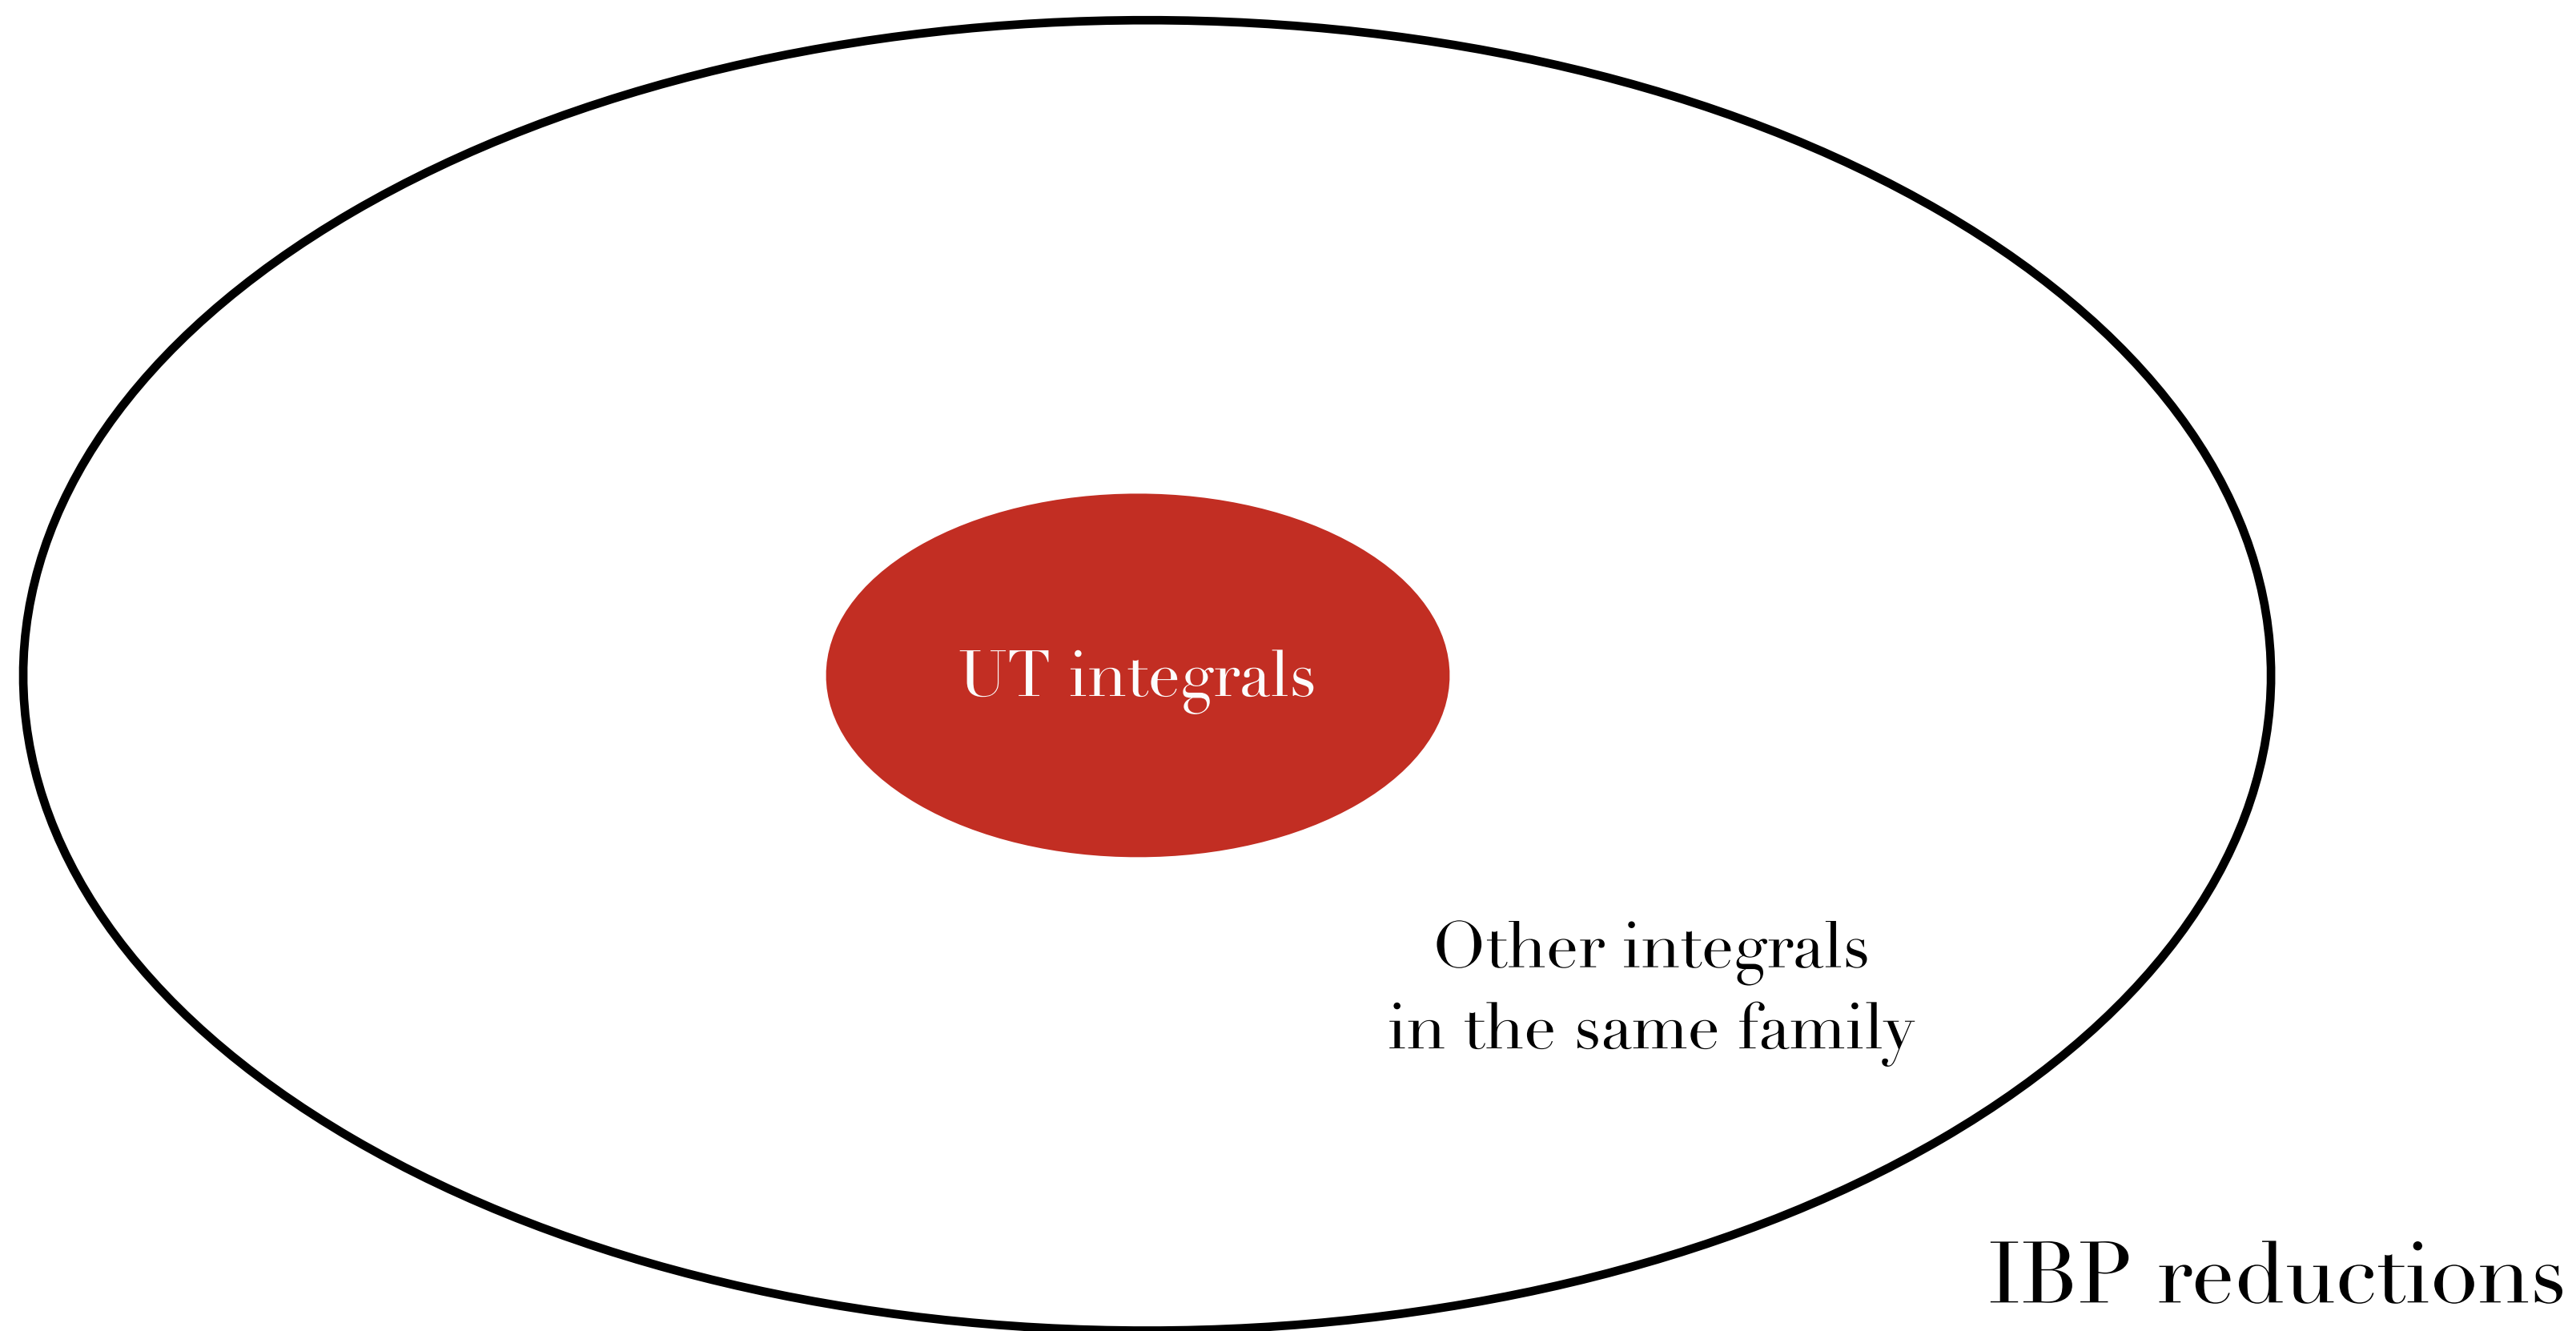 UT integrals
Other integrals
in the same family
IBP reductions